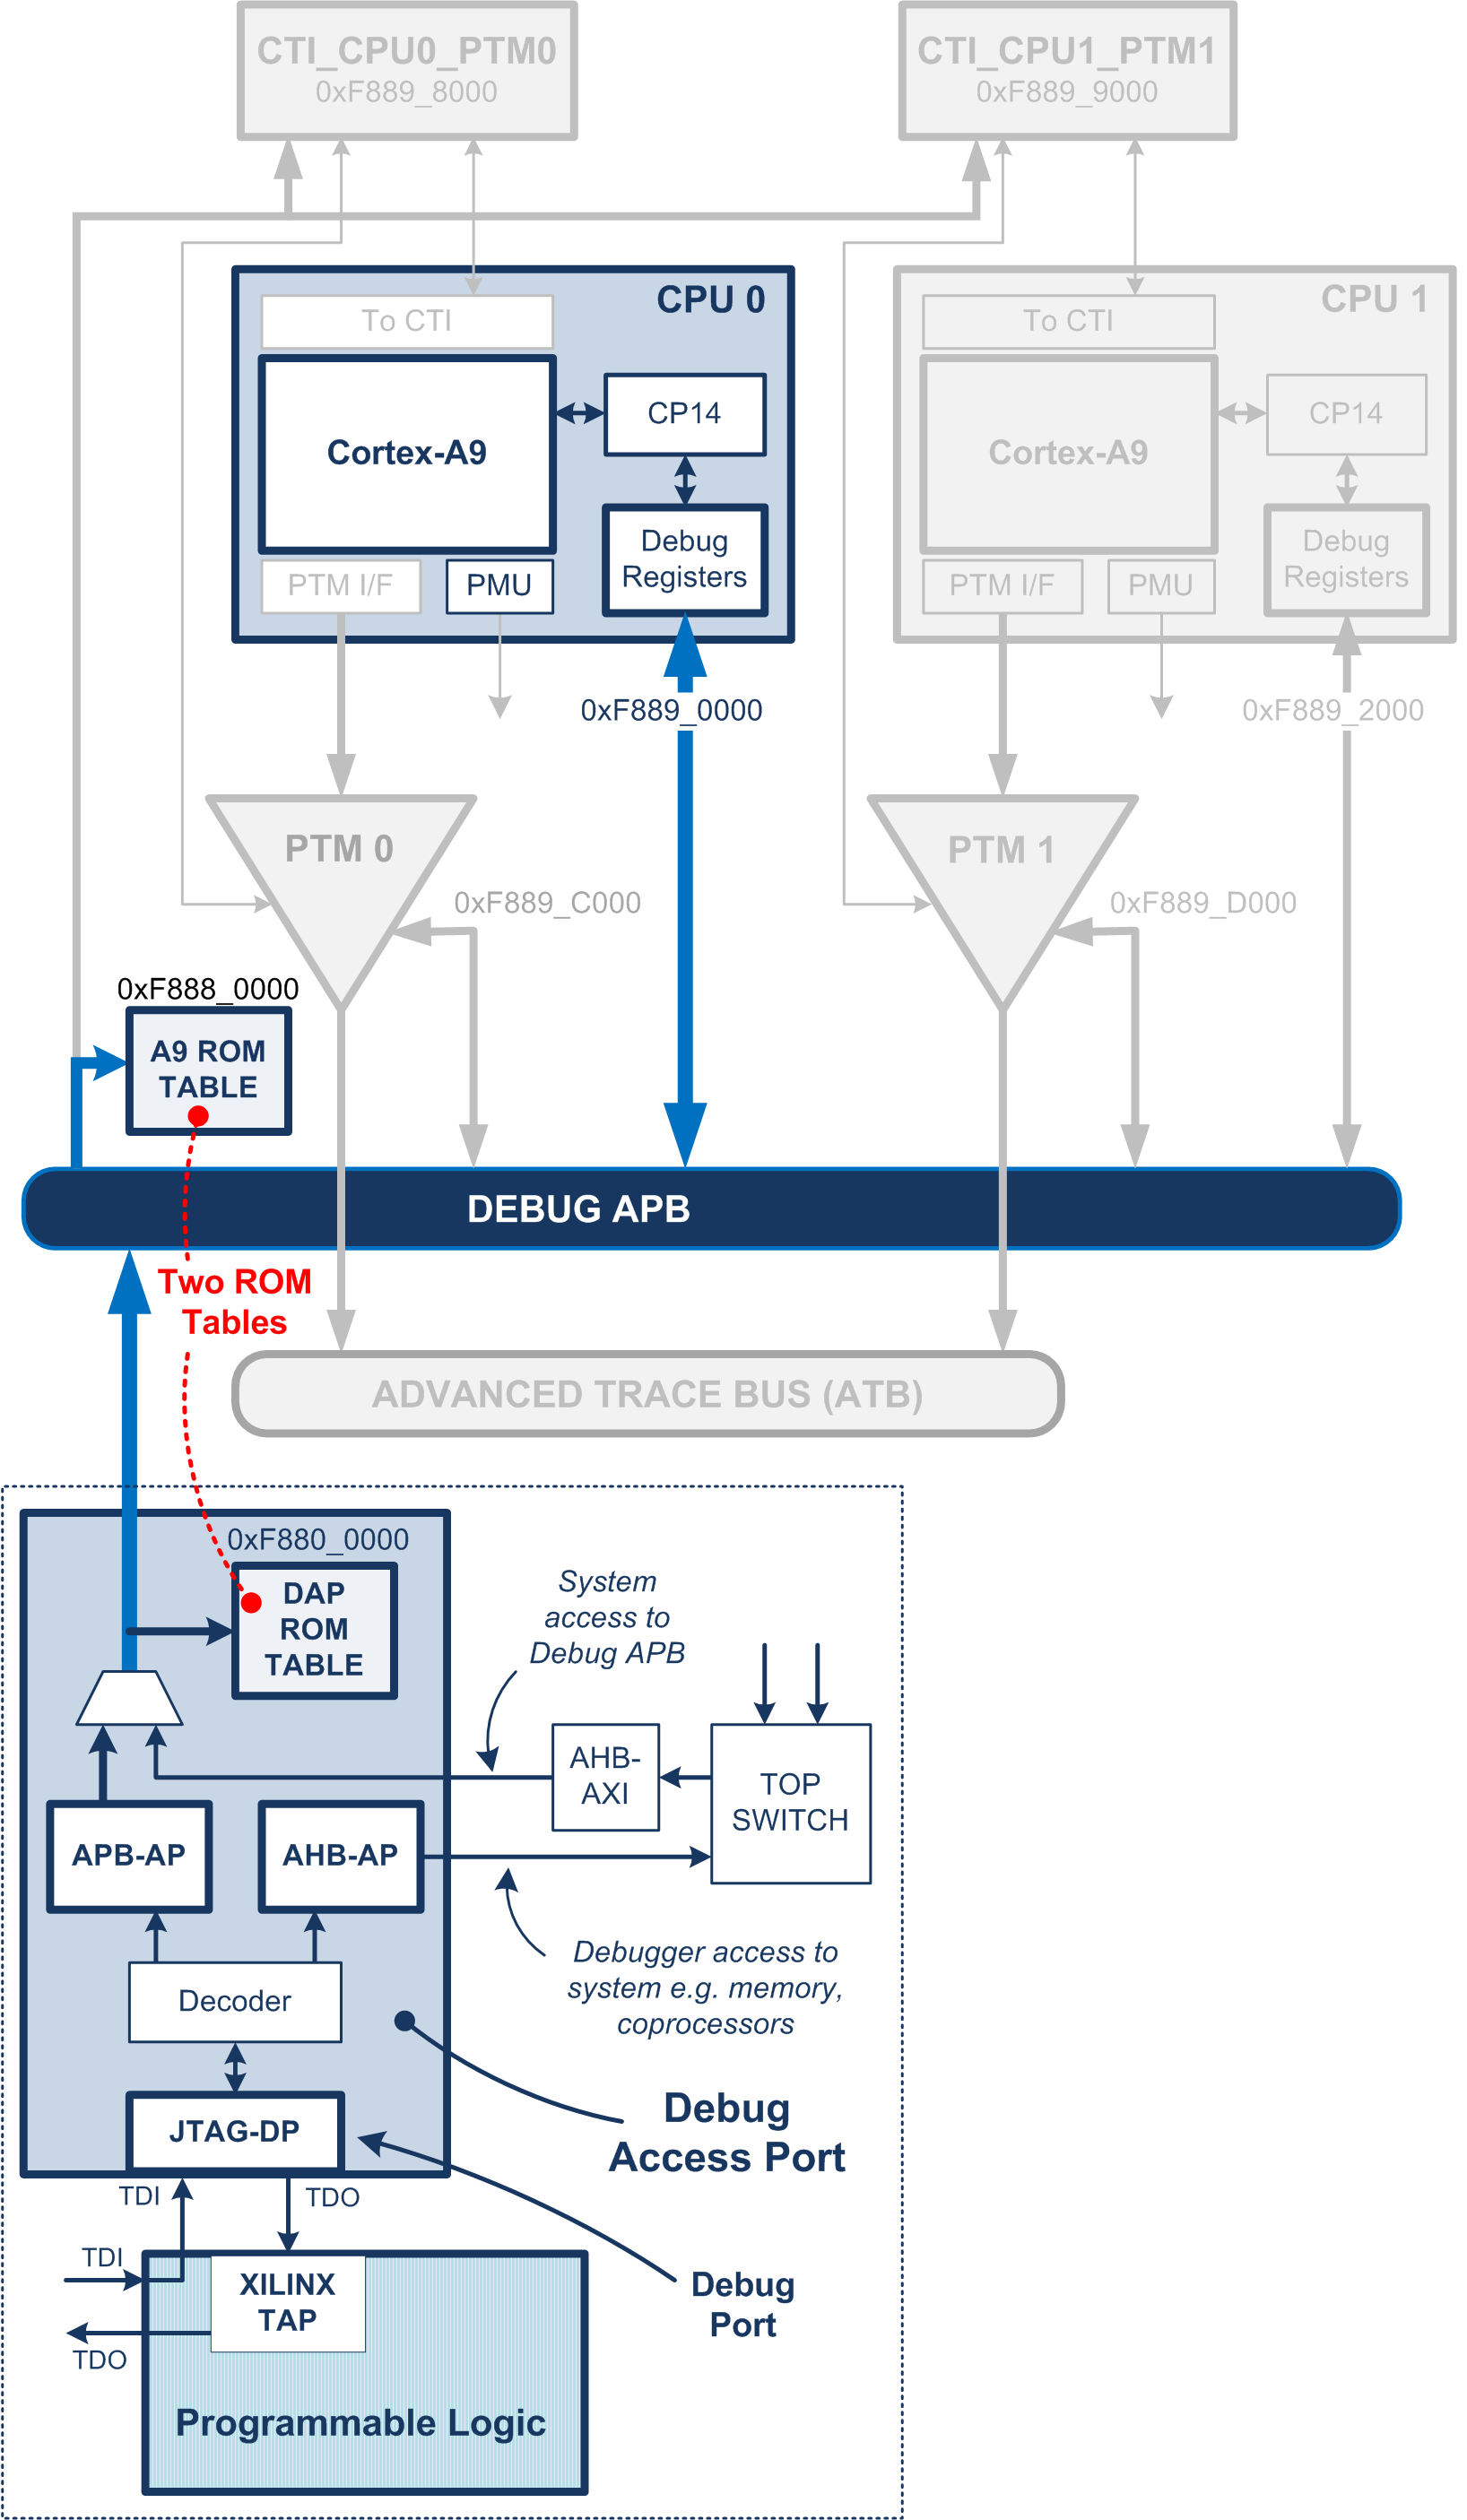 CTI_CPU0_PTM0
0xF889_8000
CTI_CPU1_PTM1
0xF889_9000
CPU 0
To CTI
Cortex-A9
CP14
Debug
Registers
PTM I/F
PMU
0xF889_0000
CPU 1
To CTI
Cortex-A9
CP14
Debug
Registers
PTM I/F
PMU
0xF889_2000
PTM 0
0xF889_C000
PTM 1
0xF889_D000
0xF888_0000
A9 ROM
TABLE
DEBUG APB
Two ROM
Tables
ADVANCED TRACE BUS (ATB)
0xF880_0000
DAP
ROM
TABLE
System
access to
Debug APB
AHB-
AXI
TOP
SWITCH
APB-AP
AHB-AP
Debugger access to
system e.g. memory,
coprocessors
Decoder
JTAG-DP
Debug
Access Port
TDI
TDO
TDI
XILINX
TAP
TDO
Debug
Port
Programmable Logic